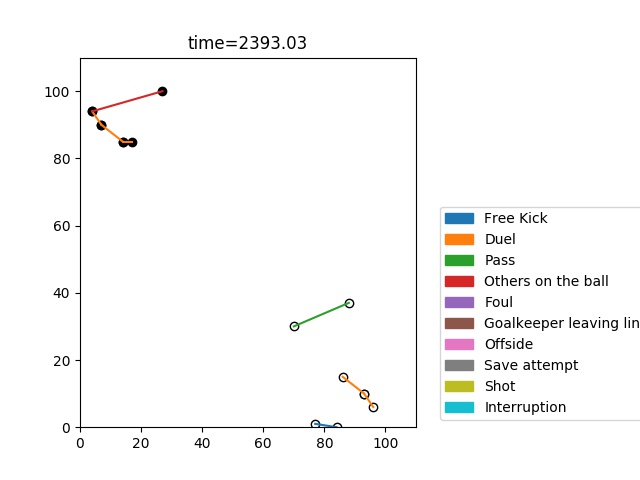 time=2393.03
100
80
60
40
20
0
0 20 40 60 80 100
Free Kick
Duel
Pass
Others on the ball
Foul
Goalkeeper leaving lin
Offside
Save attempt
Shot
Interruption